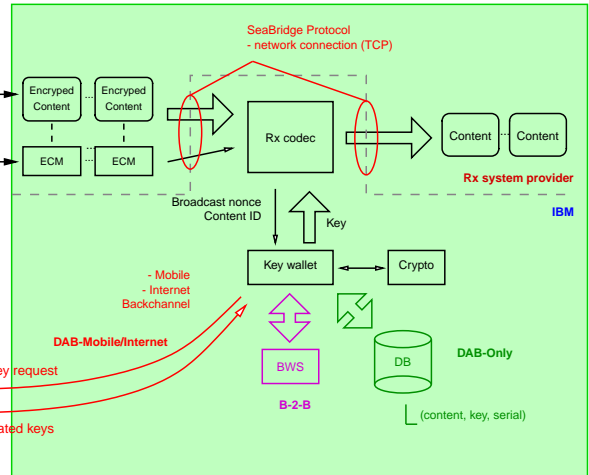 SeaBridge Protocol
- network connection (TCP)
Encryped
Content
...
Encryped
Content
ECM
...
ECM
Rx codec
Content
...
Content
Rx system provider
IBM
Broadcast nonce
Content ID
Key
Key wallet
Crypto
- Mobile
- Internet
Backchannel
DAB-Mobile/Internet
BWS
B-2-B
DB
DAB-Only
(content, key, serial)
request
keys